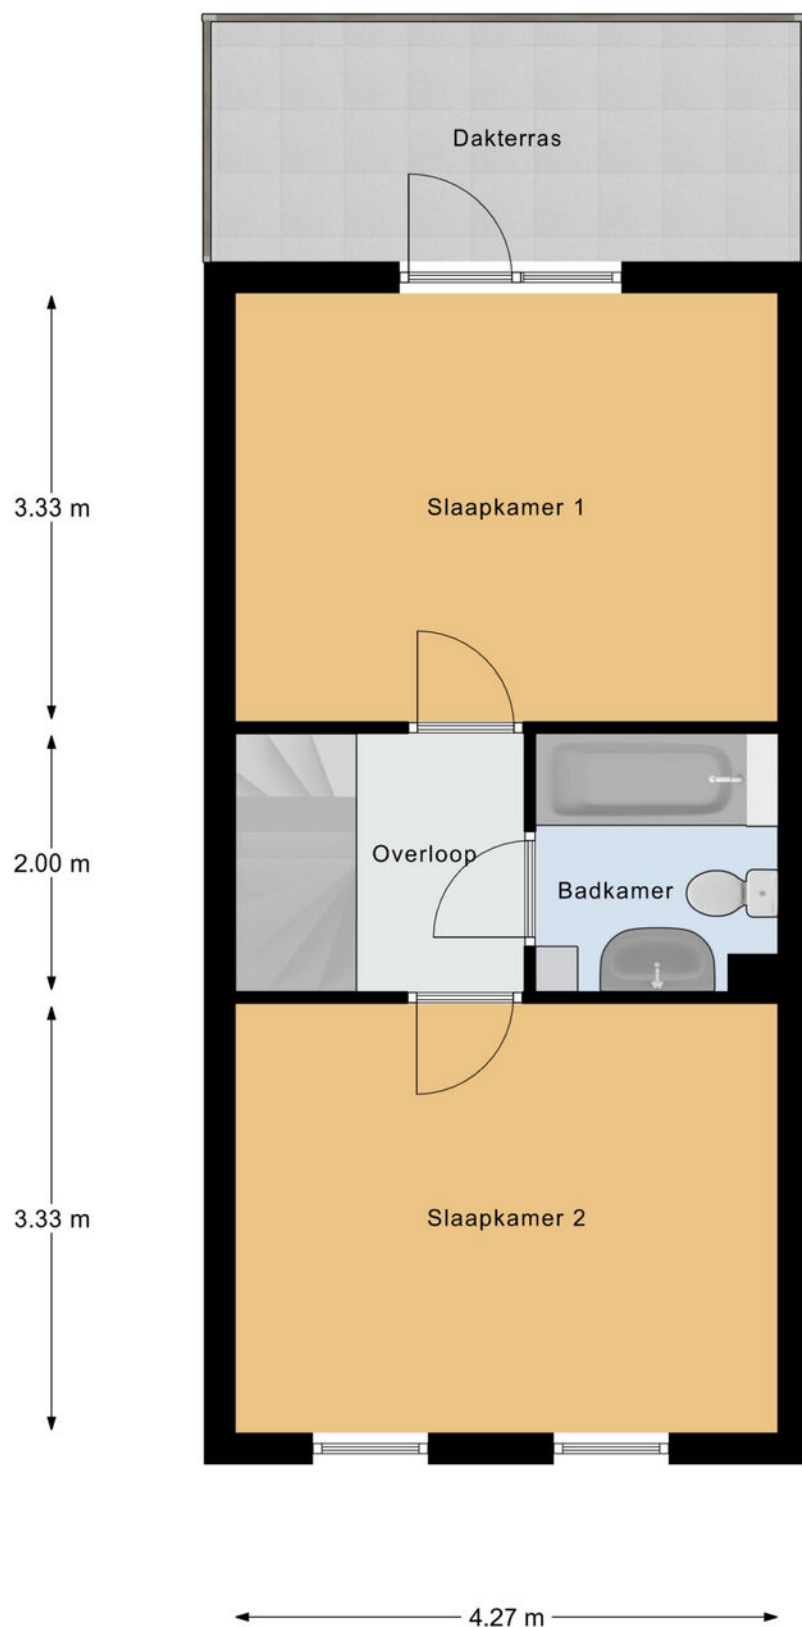 Dakterras
3.33 m
Slaapkamer 1
2.00 m
Overloop
Badkamer
3.33 m
Slaapkamer 2
4.27 m